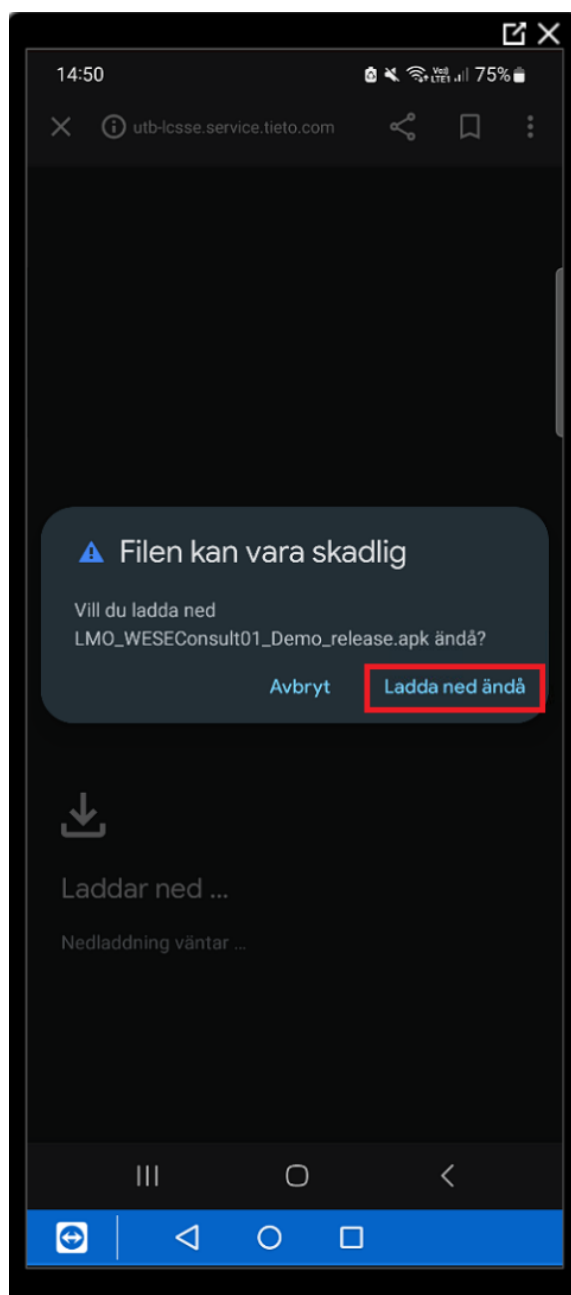 14:50
75%
utb-lcsse.service.tieto.com
Filen kan vara skadlig
Vill du ladda ned
LMO_WESEConsult01_Demo_release.apk ändå?
Avbryt
Ladda ned ändå
Laddar ned ...
Nedladdning väntar ...